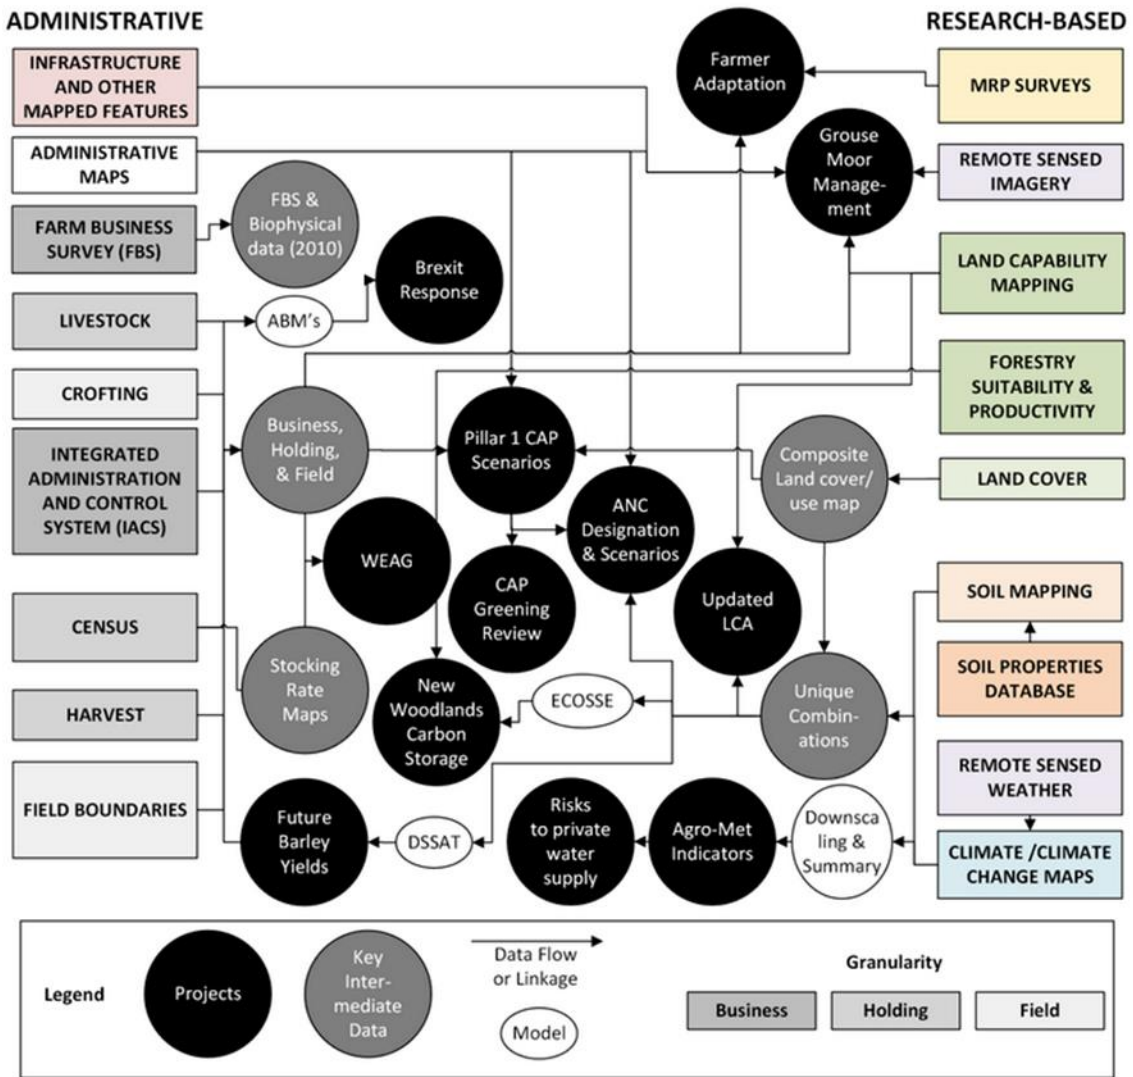 ADMINISTRATIVE
RESEARCH-BASED
INFRASTRUCTURE
AND OTHER
MAPPED FEATURES
ADMINISTRATIVE
MAPS
FARM BUSINESS
SURVEY (FBS)
LIVESTOCK
CROFTING
INTEGRATED
ADMINISTRATION
AND CONTROL
SYSTEM (IACS)
CENSUS
HARVEST
FIELD BOUNDARIES
FBS &
Biophysical
data (2010)
Brexit
Response
ABM's
Business,
Holding,
& Field
Stocking
Rate
Maps
Farmer
Adaptation
Grouse
Moor
Manage-
ment
Pillar 1 CAP
Scenarios
ANC
Designation
& Scenarios
WEAG
CAP
Greening
Review
Updated
LCA
New
Woodlands
Carbon
Storage
ECOSSE
Composite
Land cover/
use map
Unique
Combin-
ations
Future
Barley
Yields
DSSAT
Risks
to private
water
supply
Agro-Met
Indicators
Downsca
ling &
Summary
MRP SURVEYS
REMOTE SENSED
IMAGERY
LAND CAPABILITY
MAPPING
FORESTRY
SUITABILITY &
PRODUCTIVITY
LAND COVER
SOIL MAPPING
SOIL PROPERTIES
DATABASE
REMOTE SENSED
WEATHER
CLIMATE /CLIMATE
CHANGE MAPS
Legend
Projects
Key
Inter-
mediate
Data
Data Flow
or Linkage
Model
Granularity
Business
Holding
Field